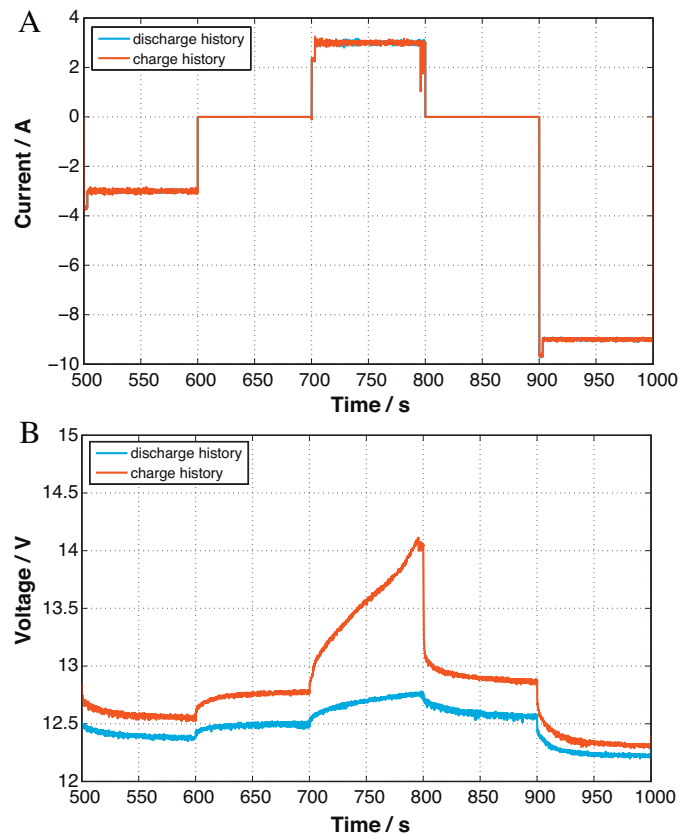 A
4
2
0
−2
−4
−6
−8
−10
Current / A
discharge history
charge history
500 550 600 650 700 750 800 850 900 950 1000
Time / s
B
15
14.5
14
13.5
13
12.5
12
Voltage / V
discharge history
charge history
500 550 600 650 700 750 800 850 900 950 1000
Time / s